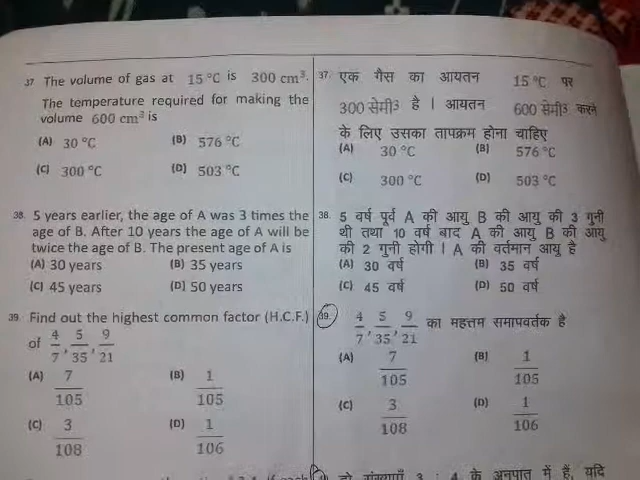 37 The volume of gas at 15 °C is 300 cm³.
The temperature required for making the
volume 600 cm³ is
(A) 30 °C (B) 576 °C
(C) 300 °C (D) 503 °C
38. 5 years earlier, the age of A was 3 times the
age of B. After 10 years the age of A will be
twice the age of B. The present age of A is
(A) 30 years (B) 35 years
(C) 45 years (D) 50 years
39. Find out the highest common factor (H.C.F.)
of 4/7, 5/35, 9/21
(A) 7/105 (B) 1/105
(C) 3/108 (D) 1/106
37. एक गैस का आयतन 15 °C पर
300 सेमी³ है । आयतन 600 सेमी³ करने
के लिए उसका तापक्रम होना चाहिए
(A) 30 °C (B) 576 °C
(C) 300 °C (D) 503 °C
38. 5 वर्ष पूर्व A की आयु B की आयु की 3 गुनी
थी तथा 10 वर्ष बाद A की आयु B की आयु
की 2 गुनी होगी । A की वर्तमान आयु है
(A) 30 वर्ष (B) 35 वर्ष
(C) 45 वर्ष (D) 50 वर्ष
39. 4/7, 5/35, 9/21 का महत्तम समापवर्तक है
(A) 7/105 (B) 1/105
(C) 3/108 (D) 1/106
दो संख्याएँ 3 : 4 के अनुपात में हैं, यदि